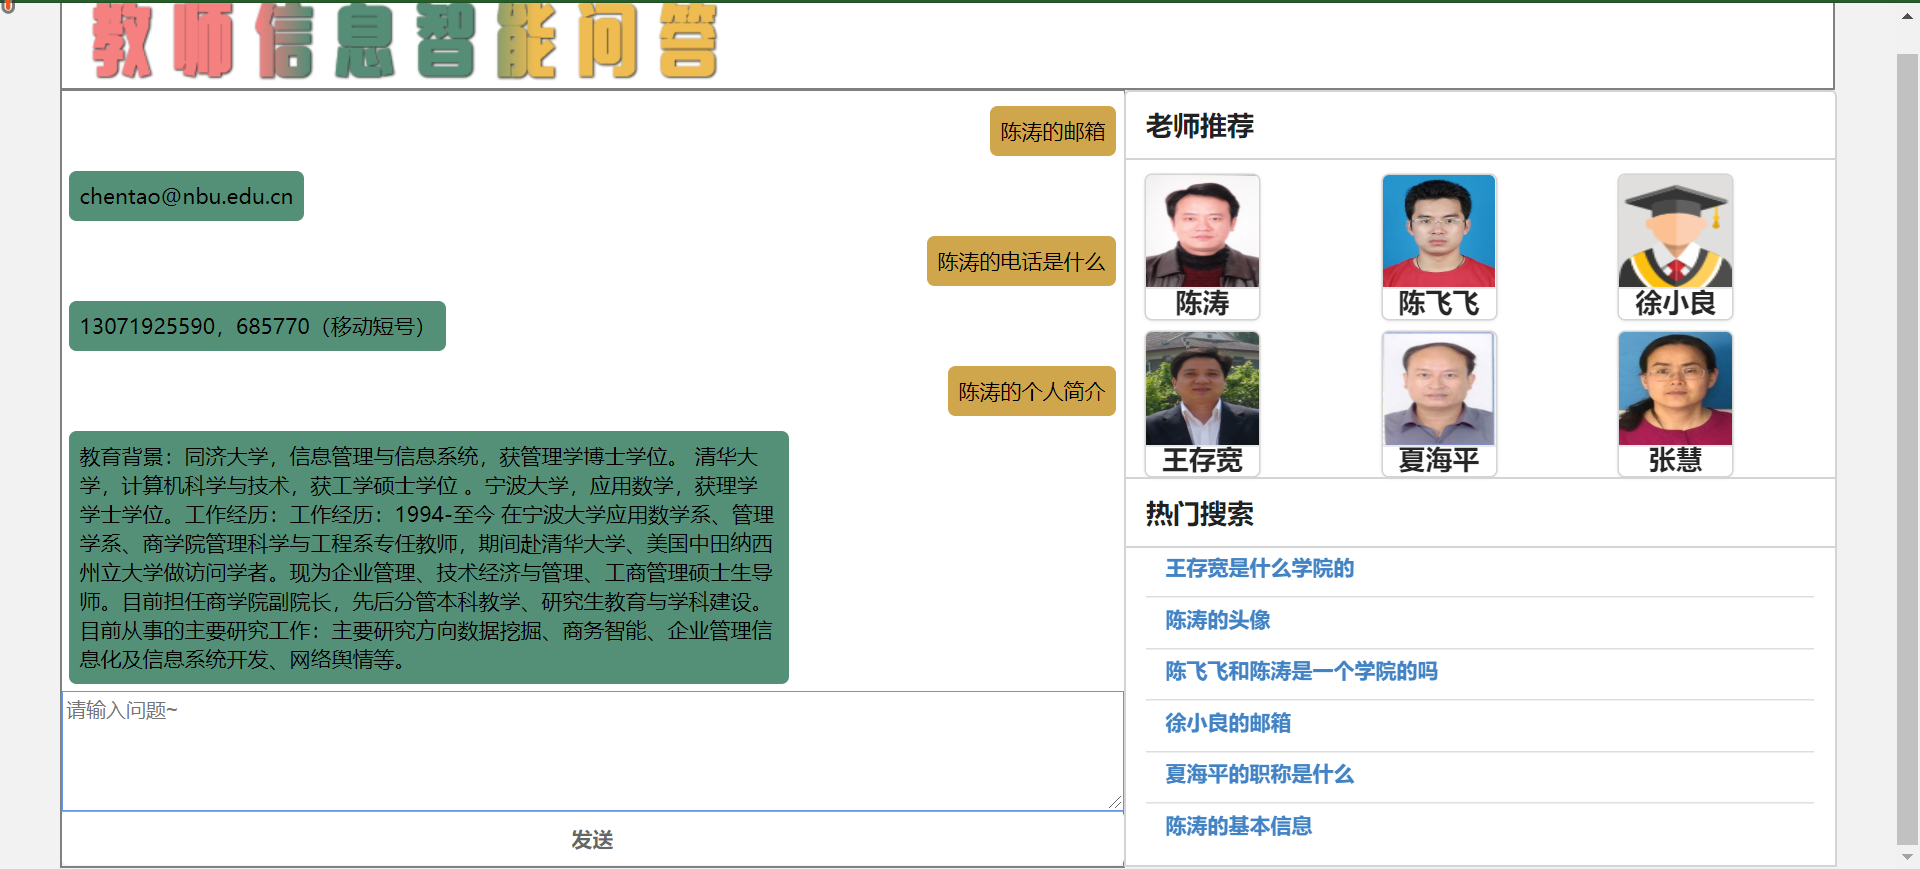 教师信息智能问答
陈涛的邮箱
chentao@nbu.edu.cn
陈涛的电话是什么
13071925590，685770（移动短号）
陈涛的个人简介
教育背景：同济大学，信息管理与信息系统，获管理学博士学位。 清华大
学，计算机科学与技术，获工学硕士学位 。宁波大学，应用数学，获理学
学士学位。工作经历：工作经历：1994-至今 在宁波大学应用数学系、管理
学系、商学院管理科学与工程系专任教师，期间赴清华大学、美国中田纳西
州立大学做访问学者。现为企业管理、技术经济与管理、工商管理硕士生导
师。目前担任商学院副院长，先后分管本科教学、研究生教育与学科建设。
目前从事的主要研究工作：主要研究方向数据挖掘、商务智能、企业管理信
息化及信息系统开发、网络舆情等。
请输入问题~
发送
老师推荐
陈涛
陈飞飞
徐小良
王存宽
夏海平
张慧
热门搜索
王存宽是什么学院的
陈涛的头像
陈飞飞和陈涛是一个学院的吗
徐小良的邮箱
夏海平的职称是什么
陈涛的基本信息